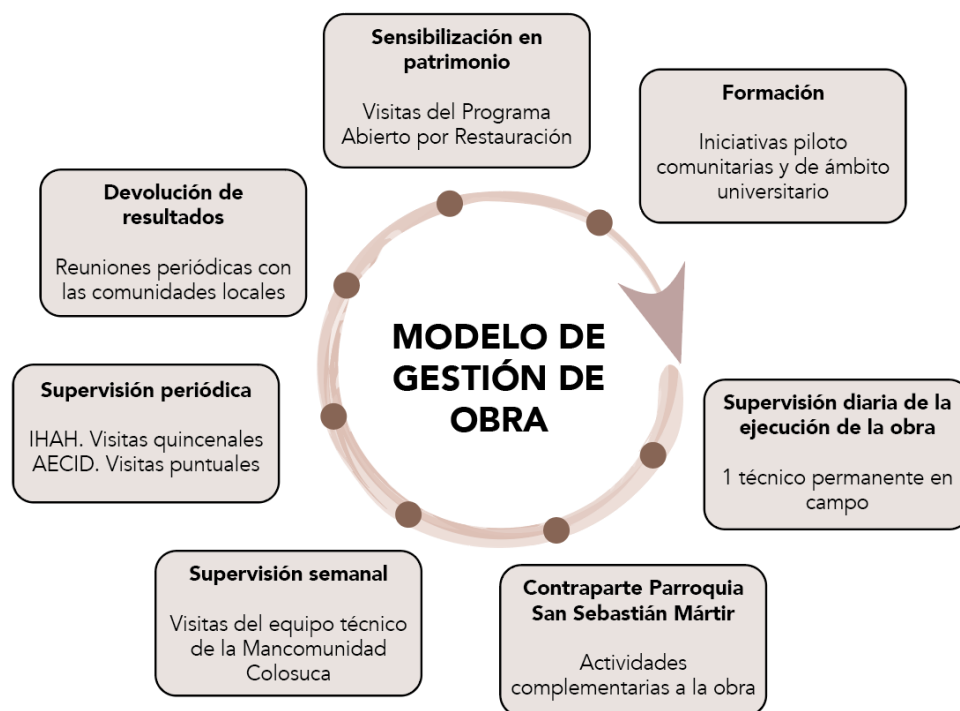 Sensibilización en
patrimonio
Visitas del Programa
Abierto por Restauración
Formación
Iniciativas piloto
comunitarias y de ámbito
universitario
Devolución de
resultados
Reuniones periódicas con
las comunidades locales
MODELO DE
GESTIÓN DE
OBRA
Supervisión periódica
IHAH. Visitas quincenales
AECID. Visitas puntuales
Supervisión diaria de la
ejecución de la obra
1 técnico permanente en
campo
Supervisión semanal
Visitas del equipo técnico
de la Mancomunidad
Colosuca
Contraparte Parroquia
San Sebastián Mártir
Actividades
complementarias a la obra